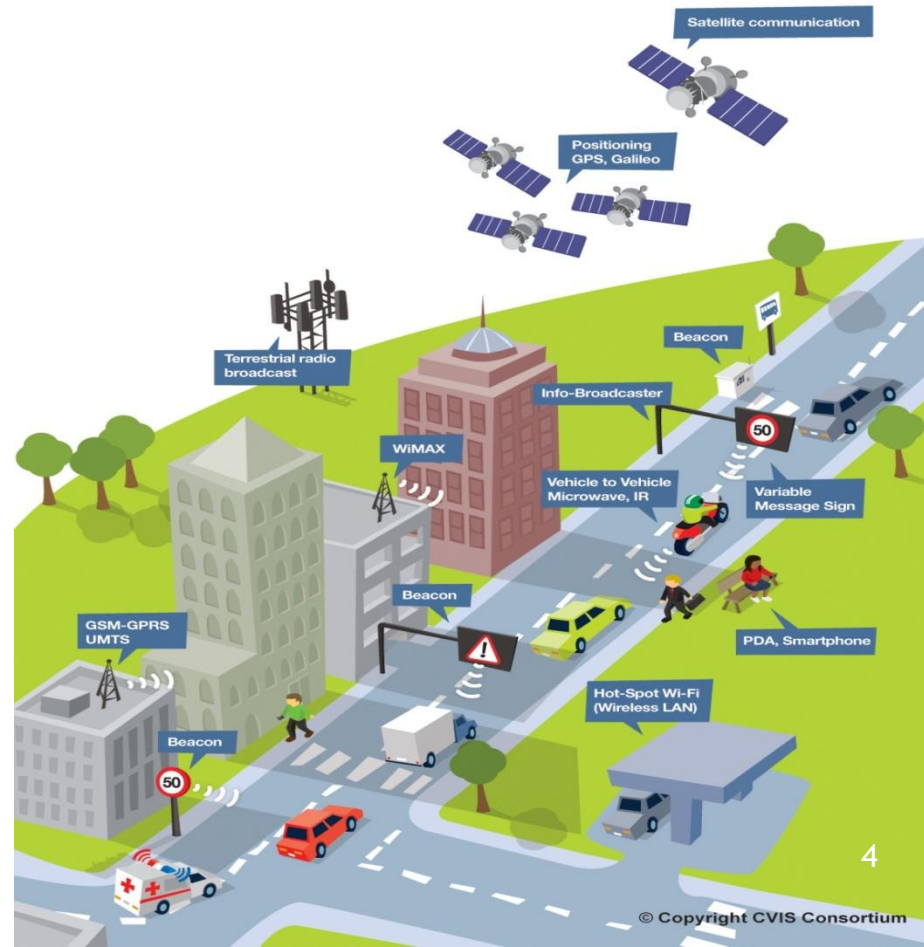 Satellite communication
Positioning
GPS, Galileo
Terrestrial radio
broadcast
Beacon
Info-Broadcaster
50
WiMAX
Vehicle to Vehicle
Microwave, IR
Variable
Message Sign
Beacon
!
GSM-GPRS
UMTS
PDA, Smartphone
Hot-Spot Wi-Fi
(Wireless LAN)
Beacon
50
4
© Copyright CVIS Consortium